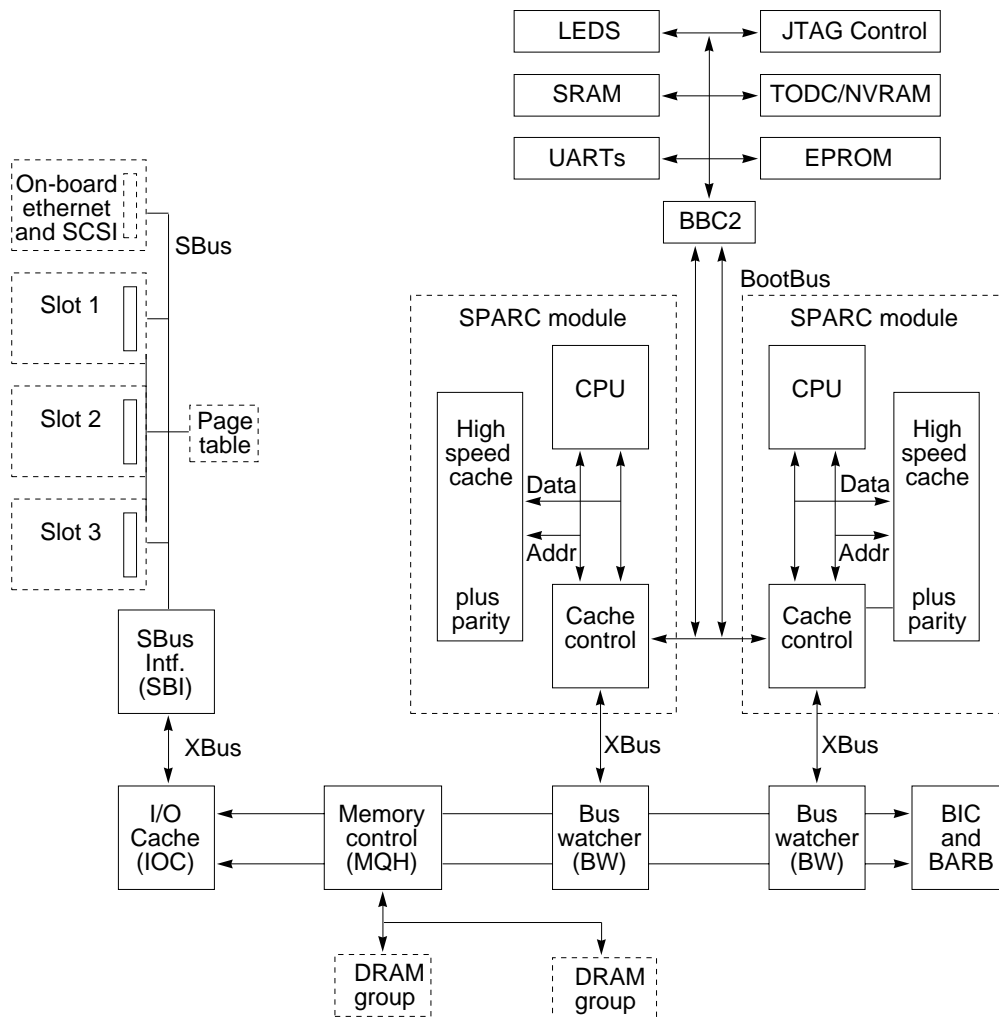 LEDS
JTAG Control
SRAM
TODC/NVRAM
UARTs
EPROM
BBC2
BootBus
On-board
ethernet
and SCSI
SBus
Slot 1
Slot 2
Slot 3
Page
table
SBus
Intf.
(SBI)
XBus
SPARC module
CPU
High
speed
cache
Data
Addr
plus
parity
Cache
control
XBus
SPARC module
CPU
High
speed
cache
Data
Addr
plus
parity
Cache
control
XBus
I/O
Cache
(IOC)
Memory
control
(MQH)
Bus
watcher
(BW)
Bus
watcher
(BW)
BIC
and
BARB
DRAM
group
DRAM
group